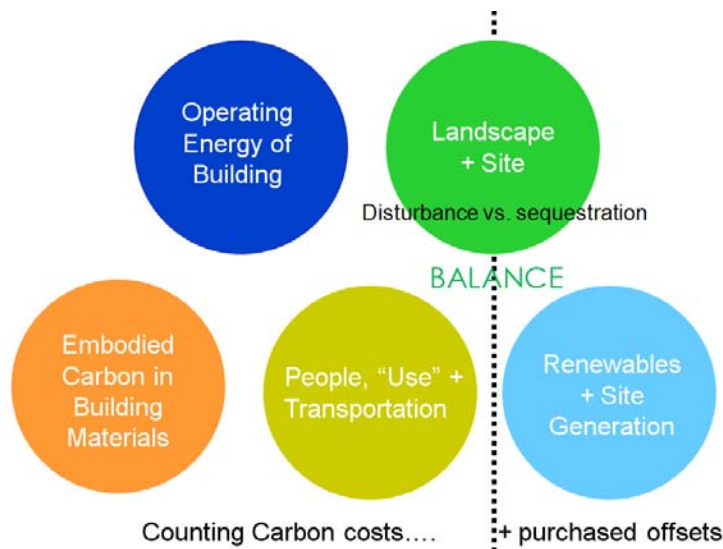 Operating
Energy of
Building
Landscape
+ Site
Disturbance vs. sequestration
BALANCE
Embodied
Carbon in
Building
Materials
People, “Use” +
Transportation
Renewables
+ Site
Generation
Counting Carbon costs....
+ purchased offsets